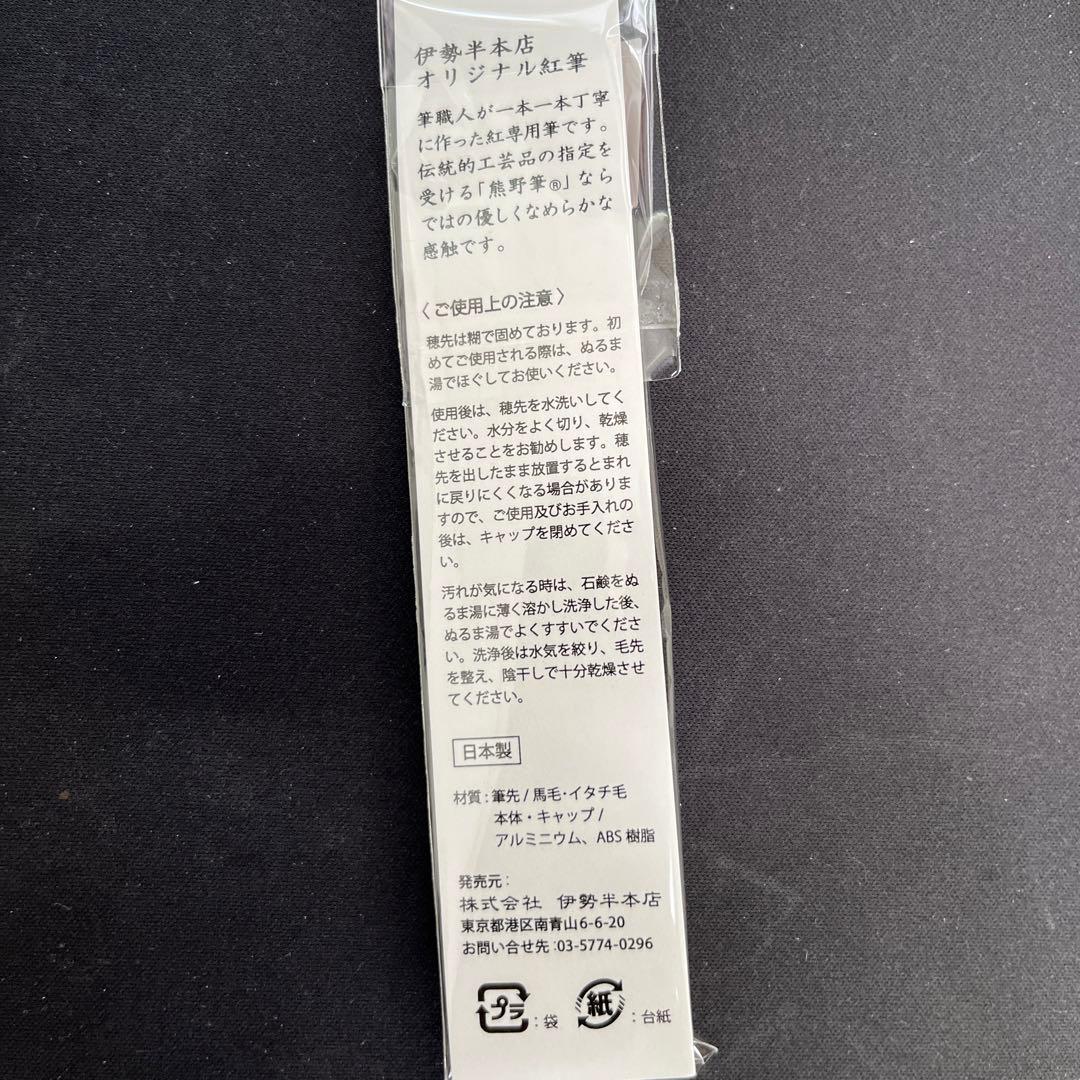 伊勢半本店
オリジナル紅筆
筆職人が一本一本丁寧
に作った紅専用筆です。
伝統的工芸品の指定を
受ける「熊野筆®」なら
ではの優しくなめらかな
感触です。
〈ご使用上の注意〉
穂先は糊で固めております。初
めてご使用される際は、ぬるま
湯でほぐしてお使いください。
使用後は、穂先を水洗いしてく
ださい。水分をよく切り、乾燥
させることをお勧めします。穂
先を出したまま放置するとまれ
に戻りにくくなる場合がありま
すので、ご使用及びお手入れの
後は、キャップを閉めてくださ
い。
汚れが気になる時は、石鹸をぬ
るま湯に薄く溶かし洗浄した後、
ぬるま湯でよくすすいでくださ
い。洗浄後は水気を絞り、毛先
を整え、陰干しで十分乾燥させ
てください。
日本製
材質：筆先 / 馬毛・イタチ毛
本体・キャップ /
アルミニウム、ABS 樹脂
発売元：
株式会社 伊勢半本店
東京都港区南青山6-6-20
お問い合せ先：03-5774-0296
プラ：袋 紙：台紙